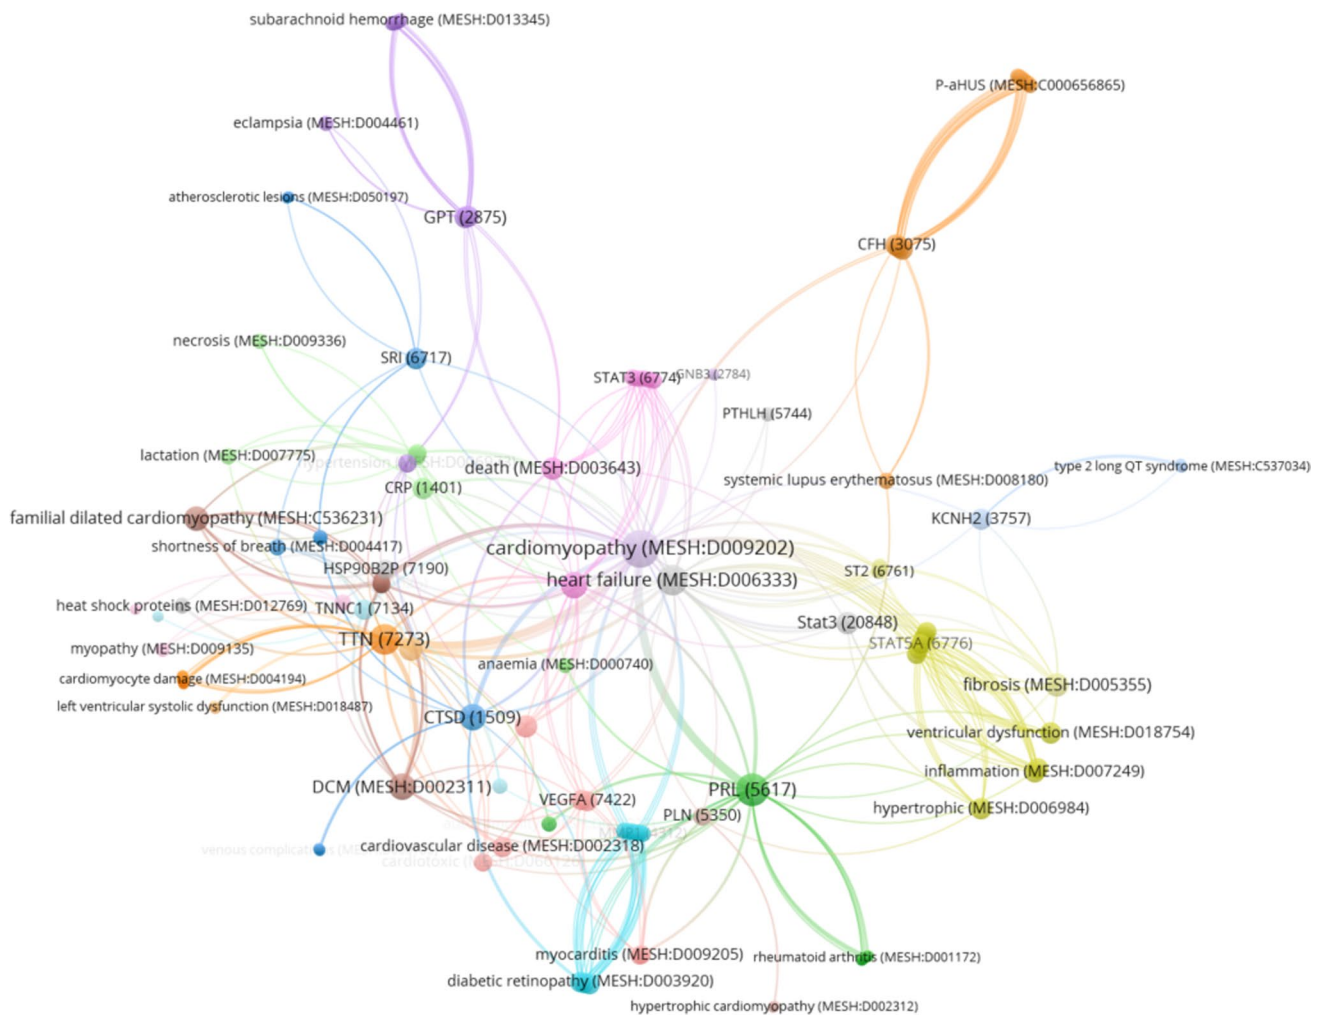 subarachnoid hemorrhage (MESH:D013345)
P-aHUS (MESH:C000656865)
eclampsia (MESH:D004461)
atherosclerotic lesions (MESH:D050197)
GPT (2875)
CFH (3075)
necrosis (MESH:D009336)
SRI (6717)
STAT3 (6774)
GNB3 (2784)
PTHLH (5744)
lactation (MESH:D007775)
hypertension
death (MESH:D003643)
type 2 long QT syndrome (MESH:C537034)
systemic lupus erythematosus (MESH:D008180)
CRP (1401)
familial dilated cardiomyopathy (MESH:C536231)
KCNH2 (3757)
shortness of breath (MESH:D004417)
cardiomyopathy (MESH:D009202)
HSP90B2P (7190)
ST2 (6761)
heart failure (MESH:D006333)
heat shock proteins (MESH:D012769)
TNNC1 (7134)
Stat3 (20848)
TTN (7273)
STAT5A (6776)
myopathy (MESH:D009135)
anaemia (MESH:D000740)
cardiomyocyte damage (MESH:D004194)
fibrosis (MESH:D005355)
left ventricular systolic dysfunction (MESH:D018487)
CTSD (1509)
ventricular dysfunction (MESH:D018754)
inflammation (MESH:D007249)
DCM (MESH:D002311)
PRL (5617)
VEGFA (7422)
hypertrophic (MESH:D006984)
PLN (5350)
cardiovascular disease (MESH:D002318)
venous complications
cardiotoxic
myocarditis (MESH:D009205)
rheumatoid arthritis (MESH:D001172)
diabetic retinopathy (MESH:D003920)
hypertrophic cardiomyopathy (MESH:D002312)